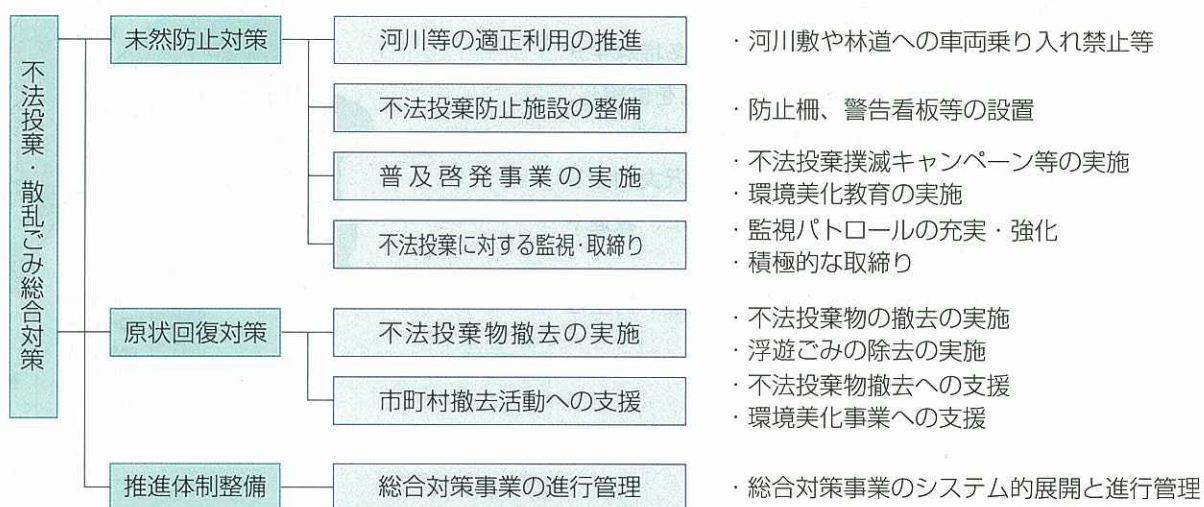 不法投棄・散乱ごみ総合対策
未然防止対策
河川等の適正利用の推進
・河川敷や林道への車両乗り入れ禁止等
不法投棄防止施設の整備
・防止柵、警告看板等の設置
普及啓発事業の実施
・不法投棄撲滅キャンペーン等の実施
・環境美化教育の実施
不法投棄に対する監視・取締り
・監視パトロールの充実・強化
・積極的な取締り
原状回復対策
不法投棄物撤去の実施
・不法投棄物の撤去の実施
・浮遊ごみの除去の実施
市町村撤去活動への支援
・不法投棄物撤去への支援
・環境美化事業への支援
推進体制整備
総合対策事業の進行管理
・総合対策事業のシステム的展開と進行管理